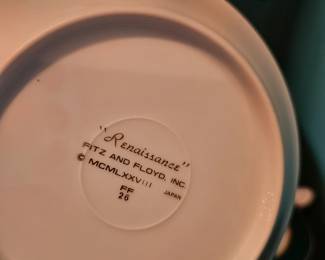 "Renaissance"
FITZ AND FLOYD, INC.
© MCMLXXVIII
FF
26
JAPAN